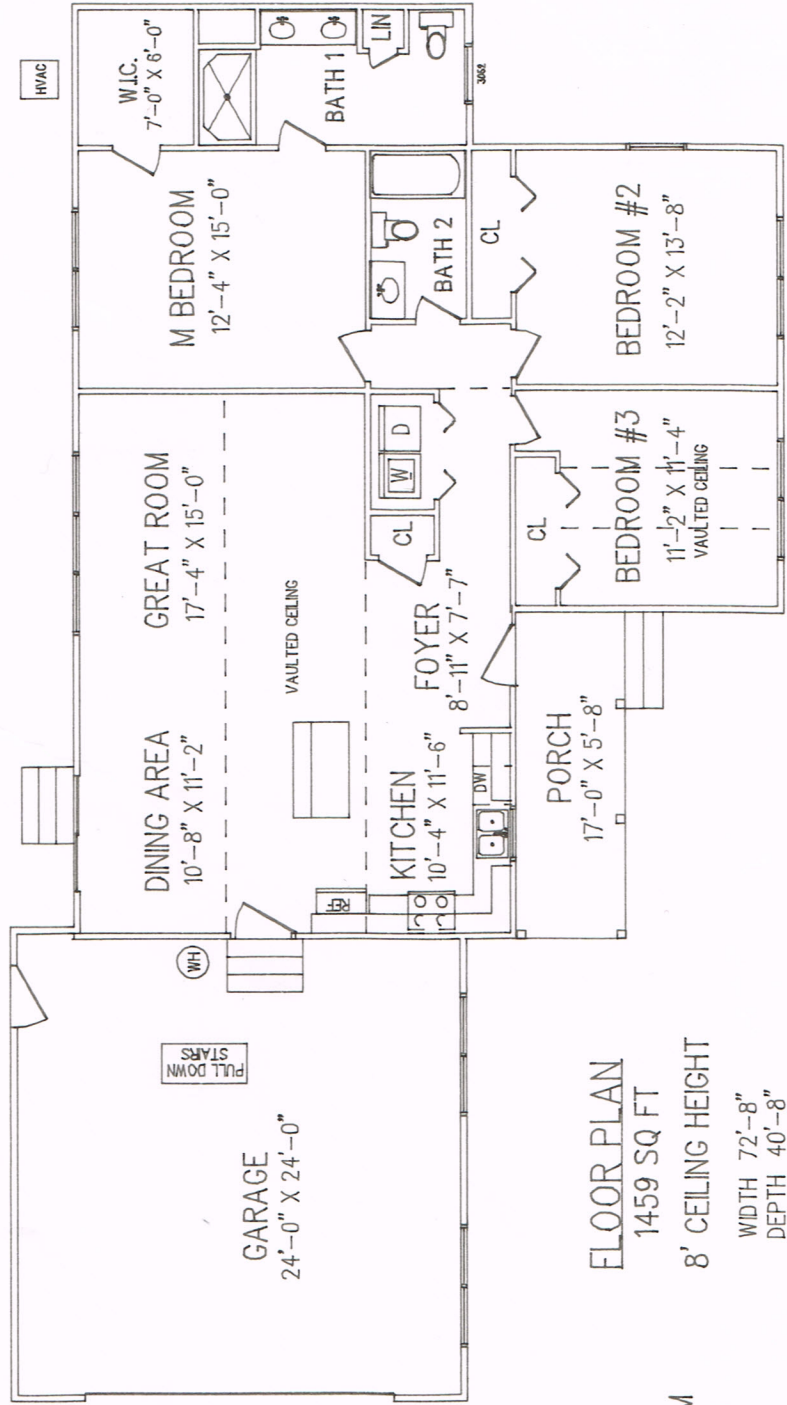 HVAC
W.I.C.
7'-0" X 6'-0"
LIN
BATH 1
3052
M BEDROOM
12'-4" X 15'-0"
BATH 2
CL
BEDROOM #2
12'-2" X 13'-8"
GREAT ROOM
17'-4" X 15'-0"
VAULTED CEILING
W
D
CL
CL
BEDROOM #3
11'-2" X 11'-4"
VAULTED CEILING
FOYER
8'-11" X 7'-7"
DINING AREA
10'-8" X 11'-2"
KITCHEN
10'-4" X 11'-6"
REF
DW
PORCH
17'-0" X 5'-8"
WH
PULL DOWN
STAIRS
GARAGE
24'-0" X 24'-0"
FLOOR PLAN
1459 SQ FT
8' CEILING HEIGHT
WIDTH 72'-8"
DEPTH 40'-8"
M